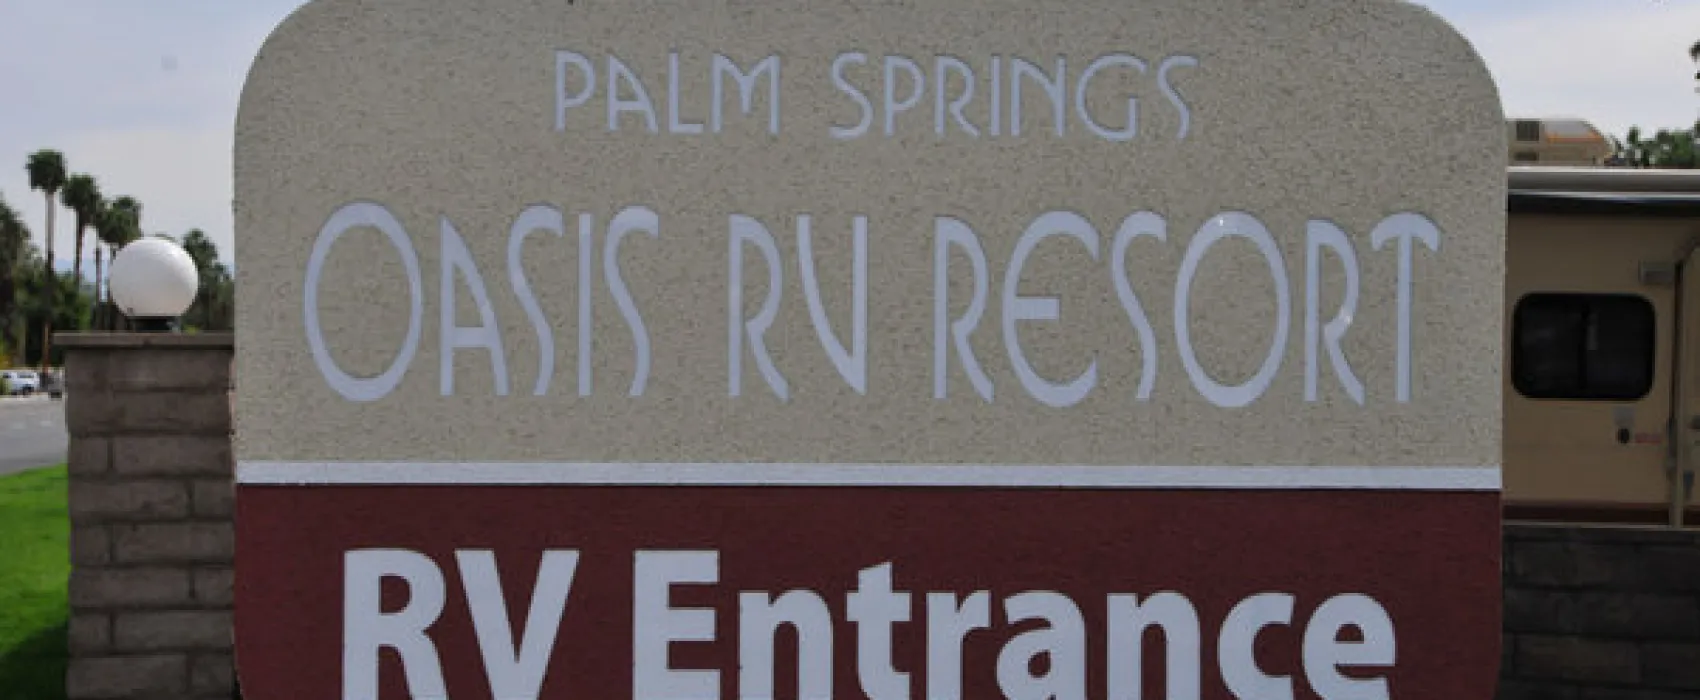 PALM SPRINGS
OASIS RV RESORT
RV Entrance